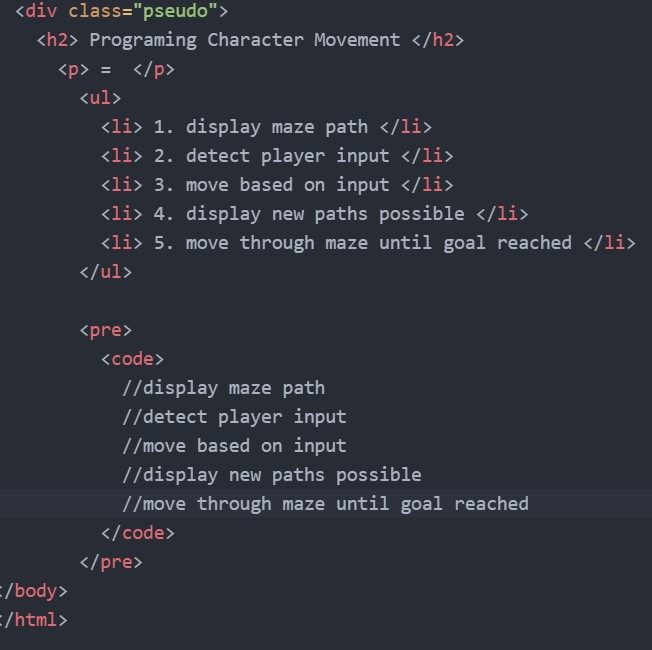 <div class="pseudo">
<h2> Programing Character Movement </h2>
<p> =  </p>
<ul>
<li> 1. display maze path </li>
<li> 2. detect player input </li>
<li> 3. move based on input </li>
<li> 4. display new paths possible </li>
<li> 5. move through maze until goal reached </li>
</ul>
<pre>
<code>
//display maze path
//detect player input
//move based on input
//display new paths possible
//move through maze until goal reached
</code>
</pre>
</body>
</html>